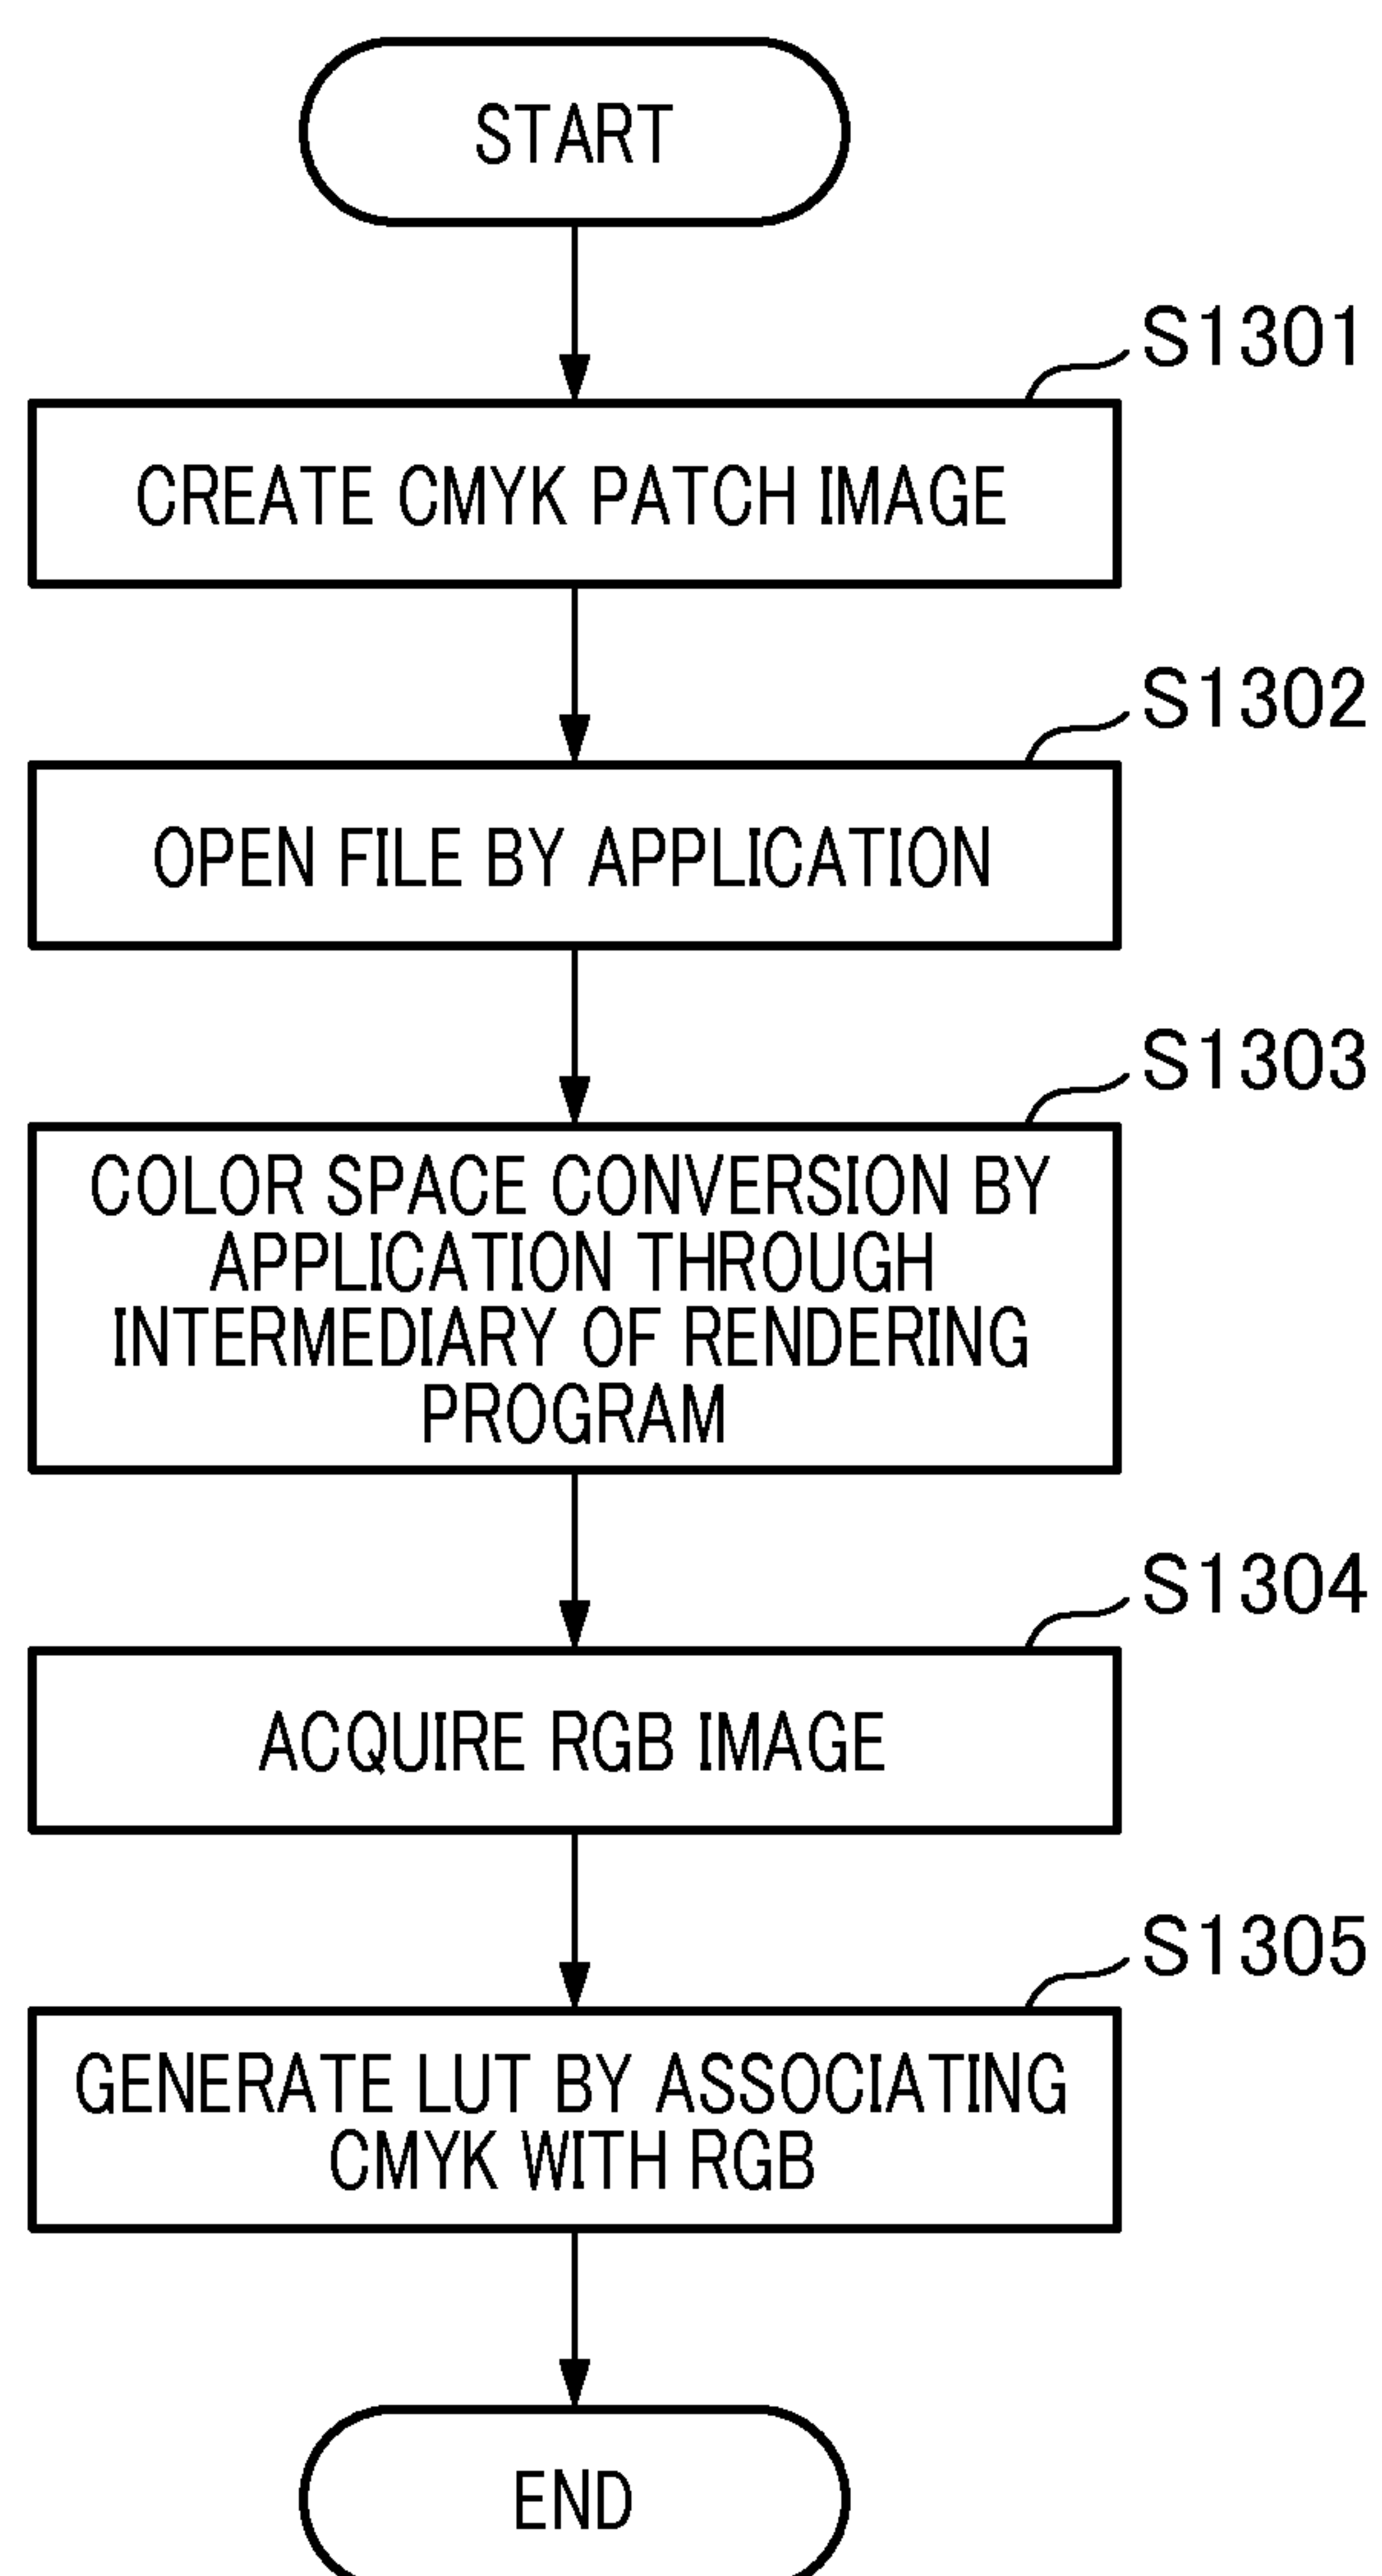 START
S1301
CREATE CMYK PATCH IMAGE
S1302
OPEN FILE BY APPLICATION
S1303
COLOR SPACE CONVERSION BY
APPLICATION THROUGH
INTERMEDIARY OF RENDERING
PROGRAM
S1304
ACQUIRE RGB IMAGE
S1305
GENERATE LUT BY ASSOCIATING
CMYK WITH RGB
END